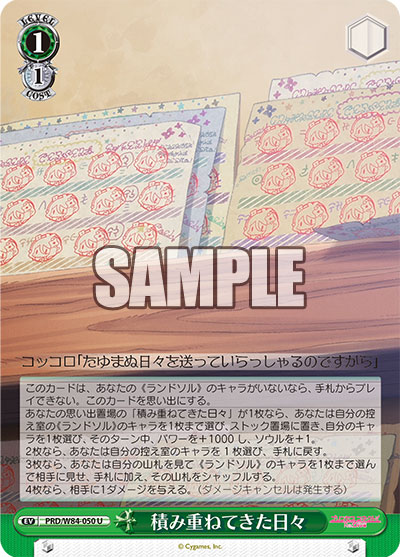 LEVEL
1
1
COST
SAMPLE
コッコロ「たゆまぬ日々を送っていらっしゃるのですから」
このカードは、あなたの《ランドソル》のキャラがいないなら、手札からプレ
イできない。このカードを思い出にする。
あなたの思い出置場の「積み重ねてきた日々」が1枚なら、あなたは自分の控
え室の《ランドソル》のキャラを1枚まで選び、ストック置場に置き、自分のキャ
ラを1枚選び、そのターン中、パワーを+1000し、ソウルを+1。
2枚なら、あなたは自分の控え室のキャラを1枚選び、手札に戻す。
3枚なら、あなたは自分の山札を見て《ランドソル》のキャラを1枚まで選ん
で相手に見せ、手札に加え、その山札をシャッフルする。
4枚なら、相手に1ダメージを与える。（ダメージキャンセルは発生する）
EV PRD/W84-050 U 積み重ねてきた日々
© Cygames, Inc.